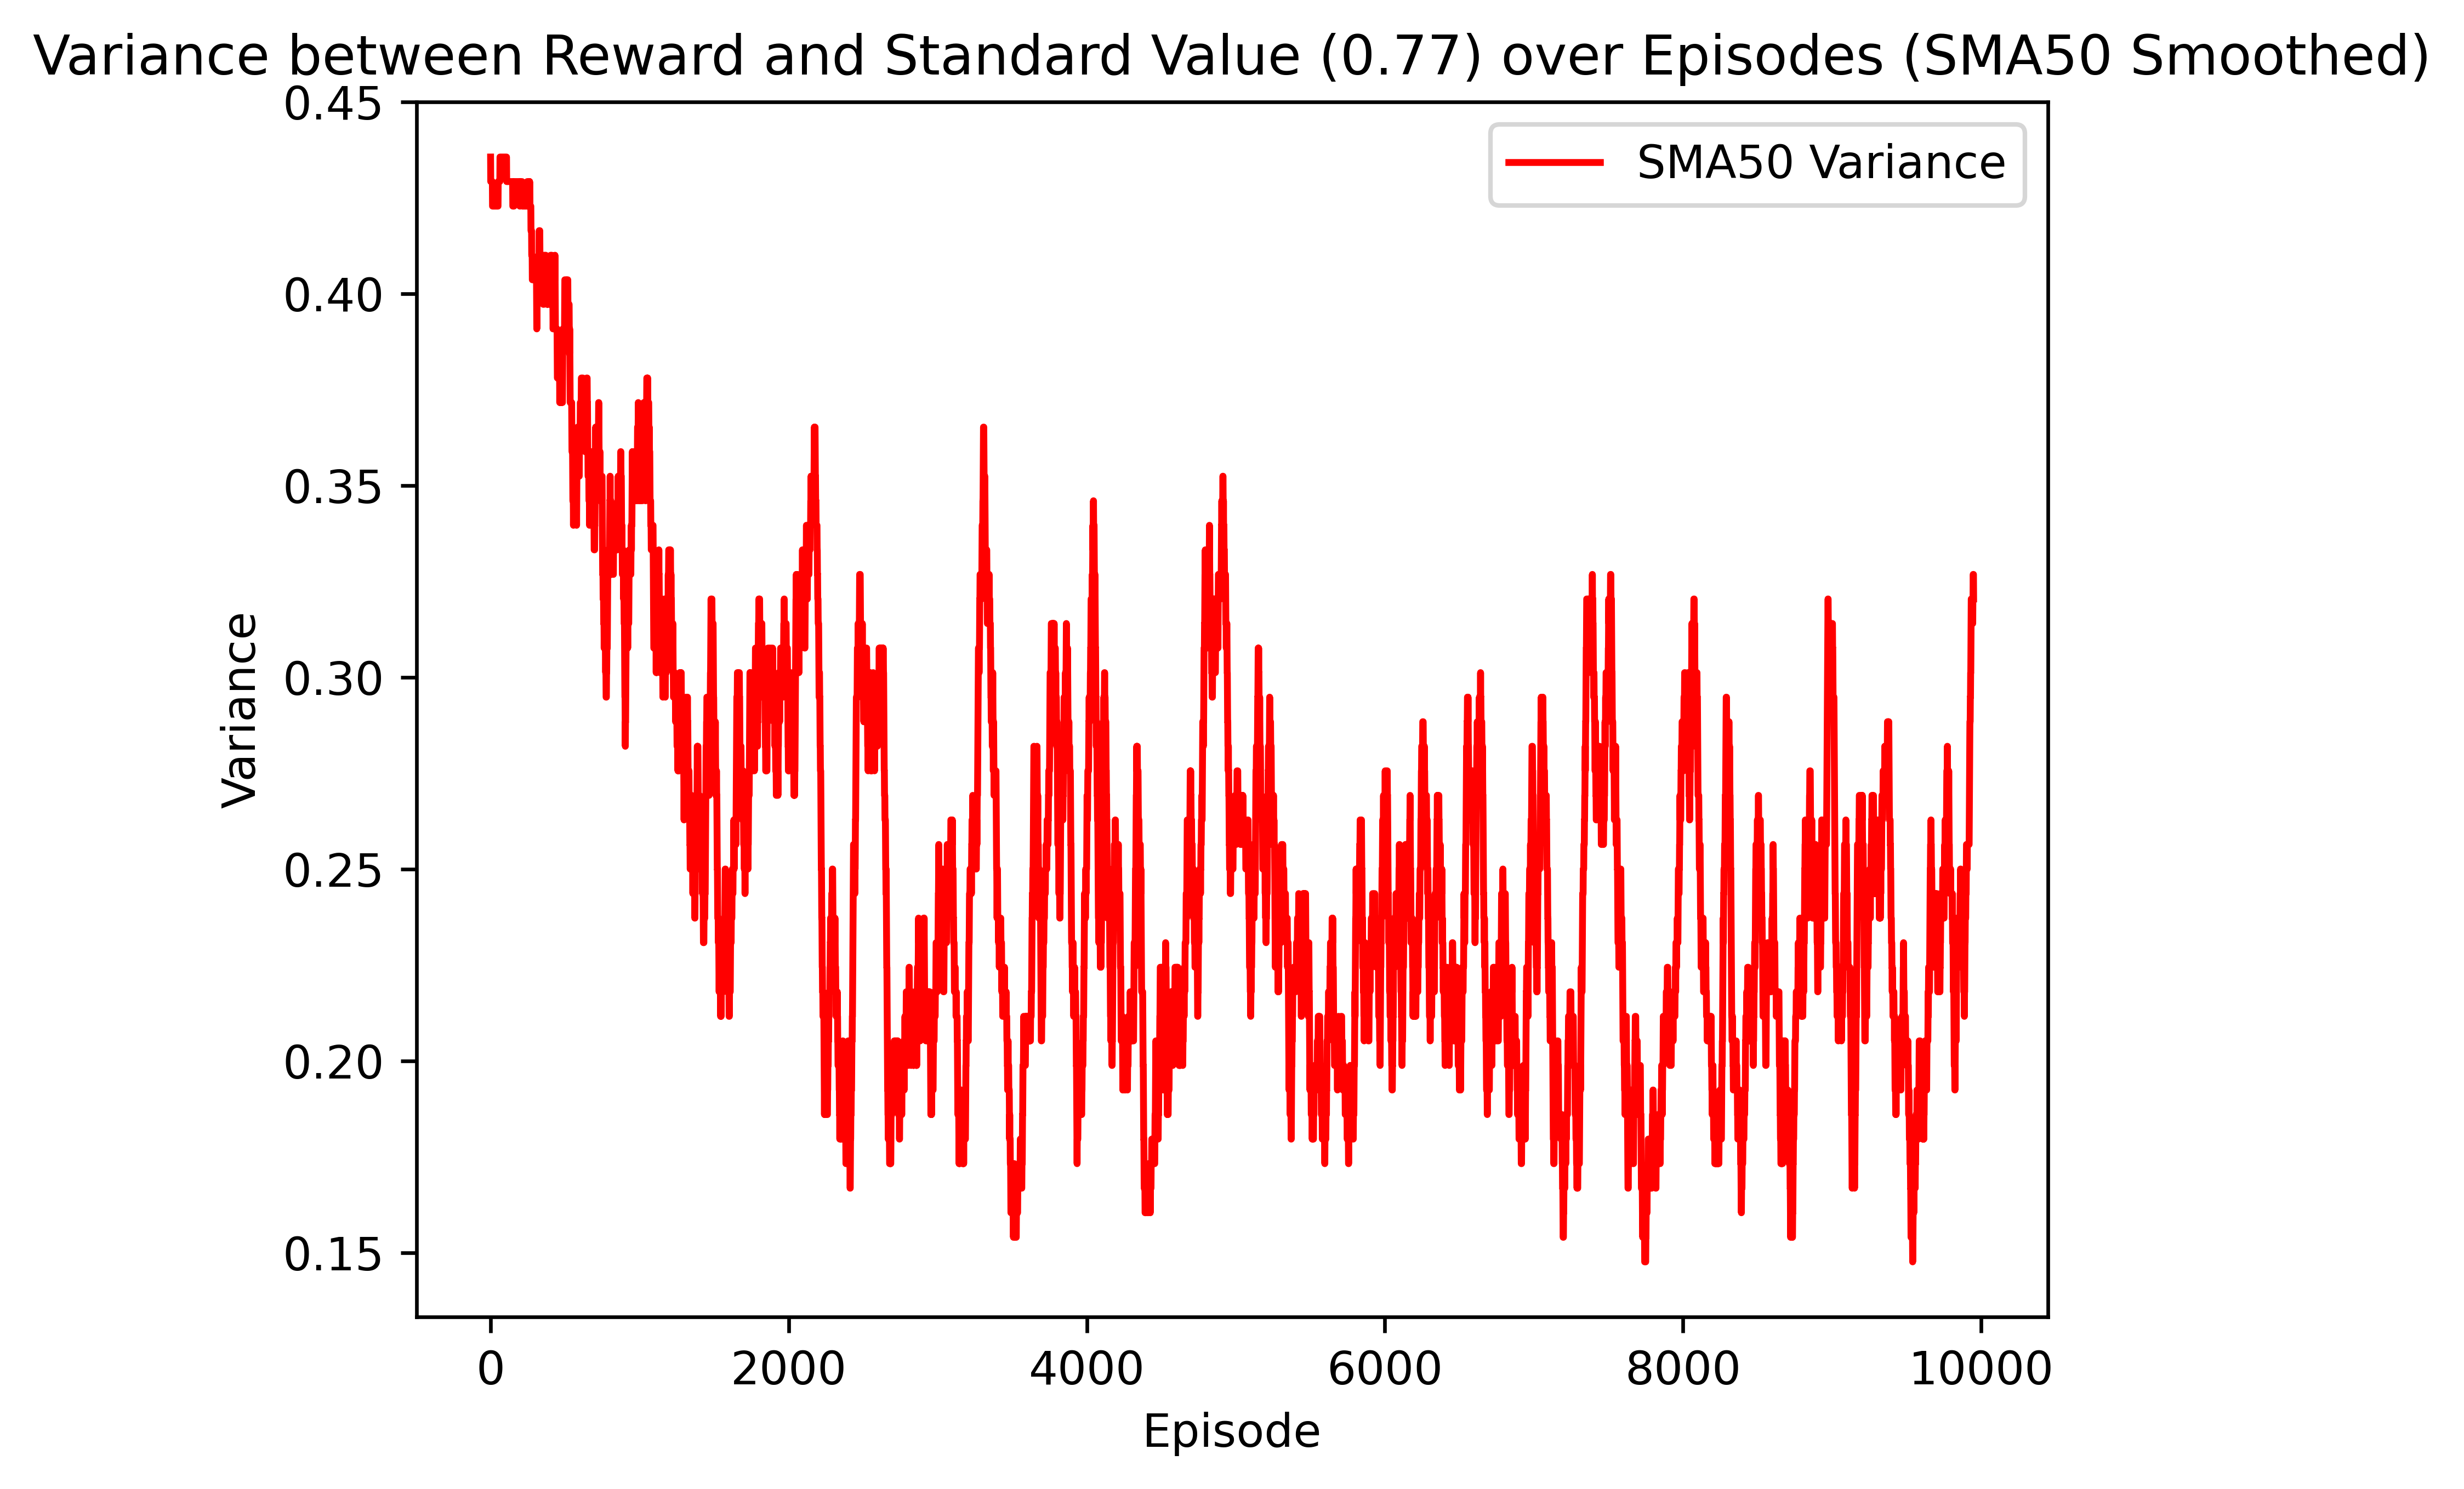 Variance between Reward and Standard Value (0.77) over Episodes (SMA50 Smoothed)
SMA50 Variance
0.45
0.40
0.35
0.30
0.25
0.20
0.15
Variance
0 2000 4000 6000 8000 10000
Episode